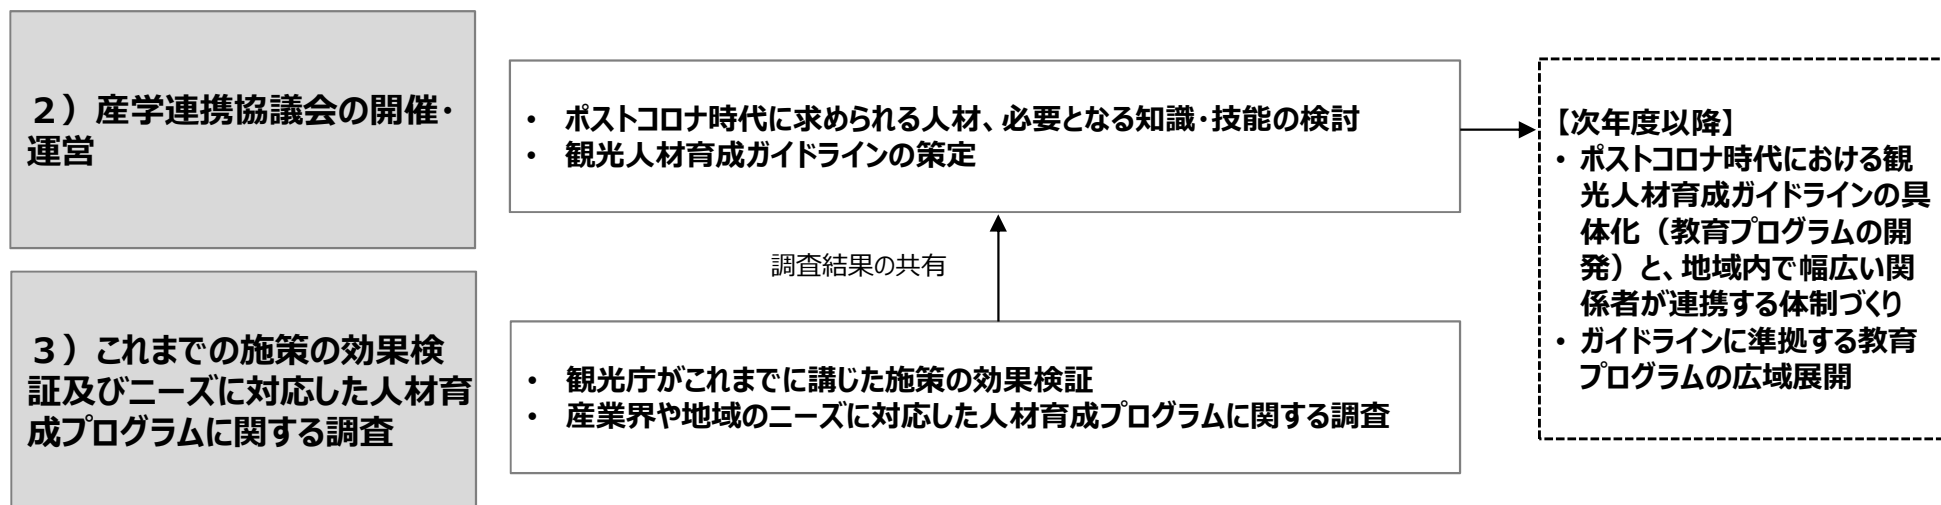 ２）産学連携協議会の開催・
運営
• ポストコロナ時代に求められる人材、必要となる知識・技能の検討
• 観光人材育成ガイドラインの策定
【次年度以降】
• ポストコロナ時代における観
光人材育成ガイドラインの具
体化（教育プログラムの開
発）と、地域内で幅広い関
係者が連携する体制づくり
• ガイドラインに準拠する教育
プログラムの広域展開
調査結果の共有
３）これまでの施策の効果検
証及びニーズに対応した人材育
成プログラムに関する調査
• 観光庁がこれまでに講じた施策の効果検証
• 産業界や地域のニーズに対応した人材育成プログラムに関する調査